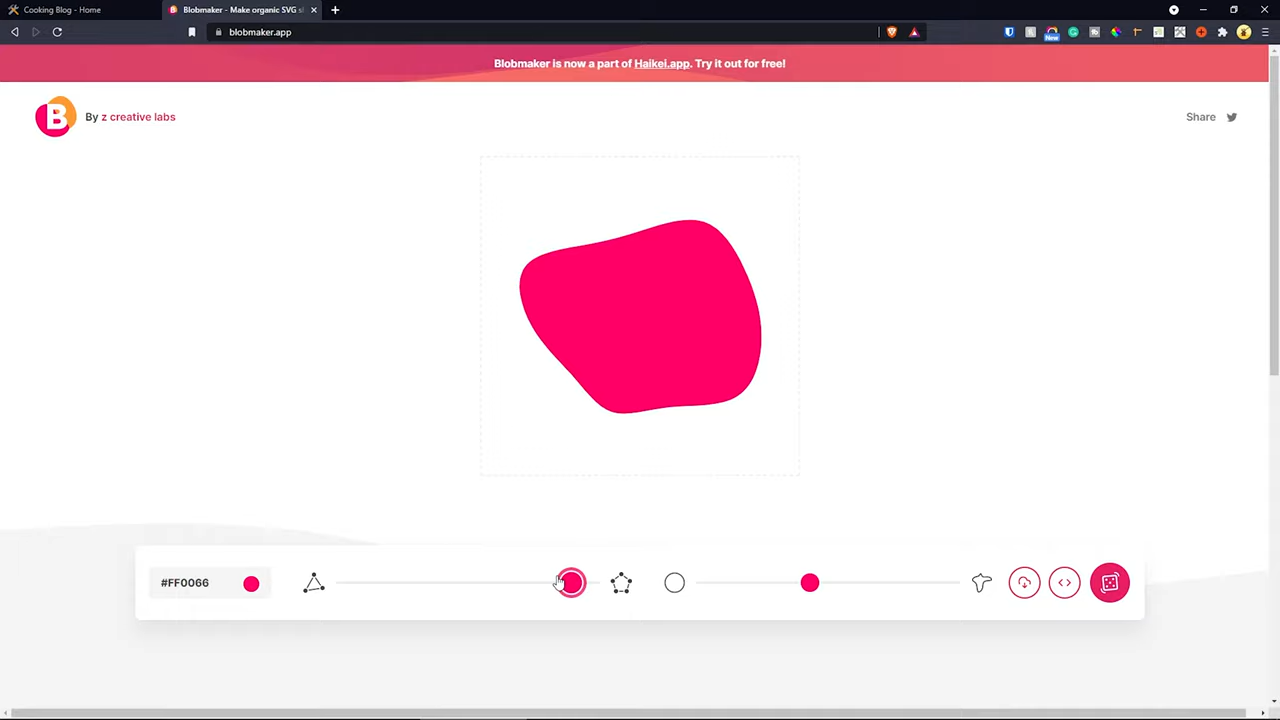 Cooking Blog - Home
Blobmaker - Make organic SVG s
blobmaker.app
New
Blobmaker is now a part of Haikei.app. Try it out for free!
B
By z creative labs
Share
#FF0066